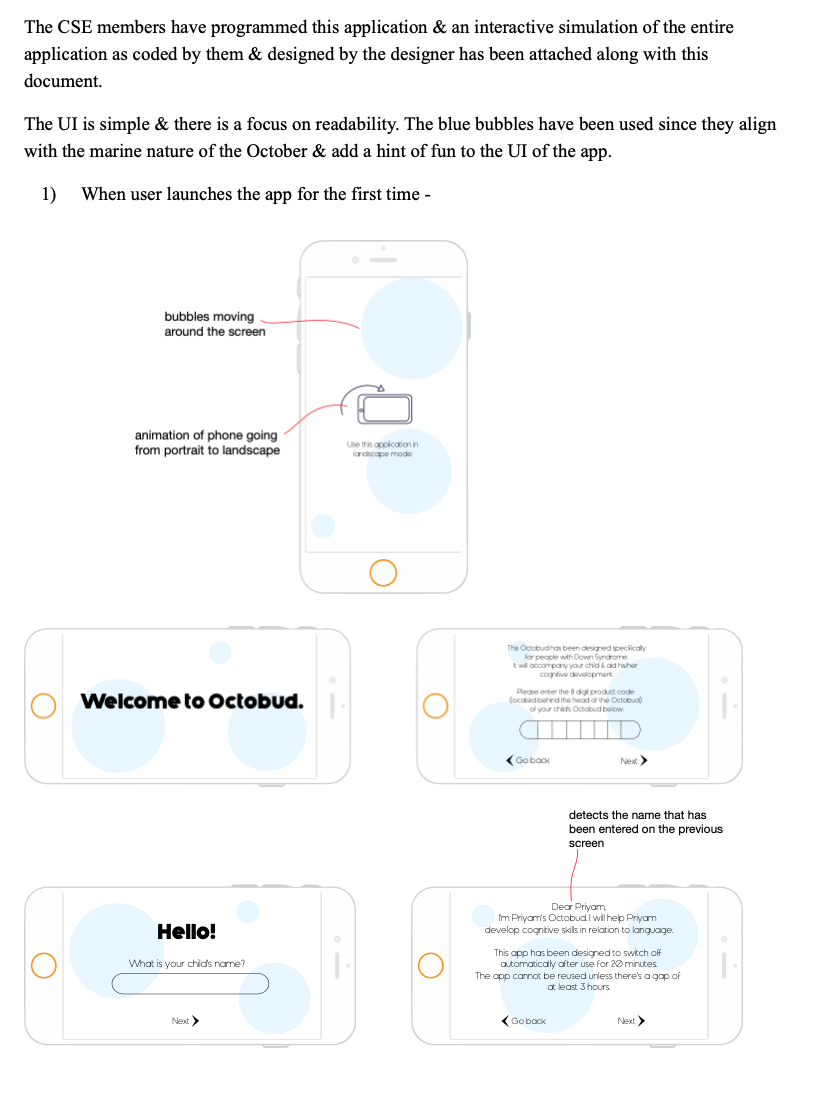 The CSE members have programmed this application & an interactive simulation of the entire
application as coded by them & designed by the designer has been attached along with this
document.
The UI is simple & there is a focus on readability. The blue bubbles have been used since they align
with the marine nature of the October & add a hint of fun to the UI of the app.
1) When user launches the app for the first time -
bubbles moving
around the screen
animation of phone going
from portrait to landscape
Use this application in
landscape mode
Welcome to Octobud.
This Octobud has been designed specifically
for people with Down Syndrome.
It will accompany your child & aid his/her
cognitive development.
Please enter the 8 digit product code
(located behind the head of the Octobud)
of your child's Octobud below.
Go back
Next
detects the name that has
been entered on the previous
screen
Hello!
What is your child's name?
Next
Dear Priyam,
I'm Priyam's Octobud. I will help Priyam
develop cognitive skills in relation to language.
This app has been designed to switch off
automatically after use for 20 minutes.
The app cannot be reused unless there's a gap of
at least 3 hours.
Go back
Next